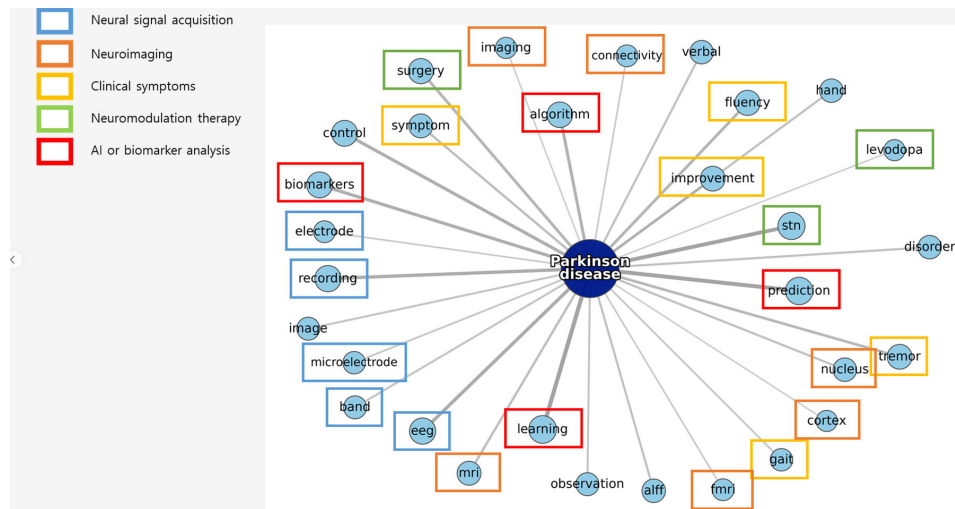 Neural signal acquisition
Neuroimaging
Clinical symptoms
Neuromodulation therapy
AI or biomarker analysis
imaging
connectivity
verbal
surgery
hand
fluency
algorithm
symptom
control
levodopa
improvement
biomarkers
stn
electrode
disorder
Parkinson
disease
recording
prediction
image
tremor
microelectrode
nucleus
band
cortex
eeg
learning
gait
mri
observation
alff
fmri